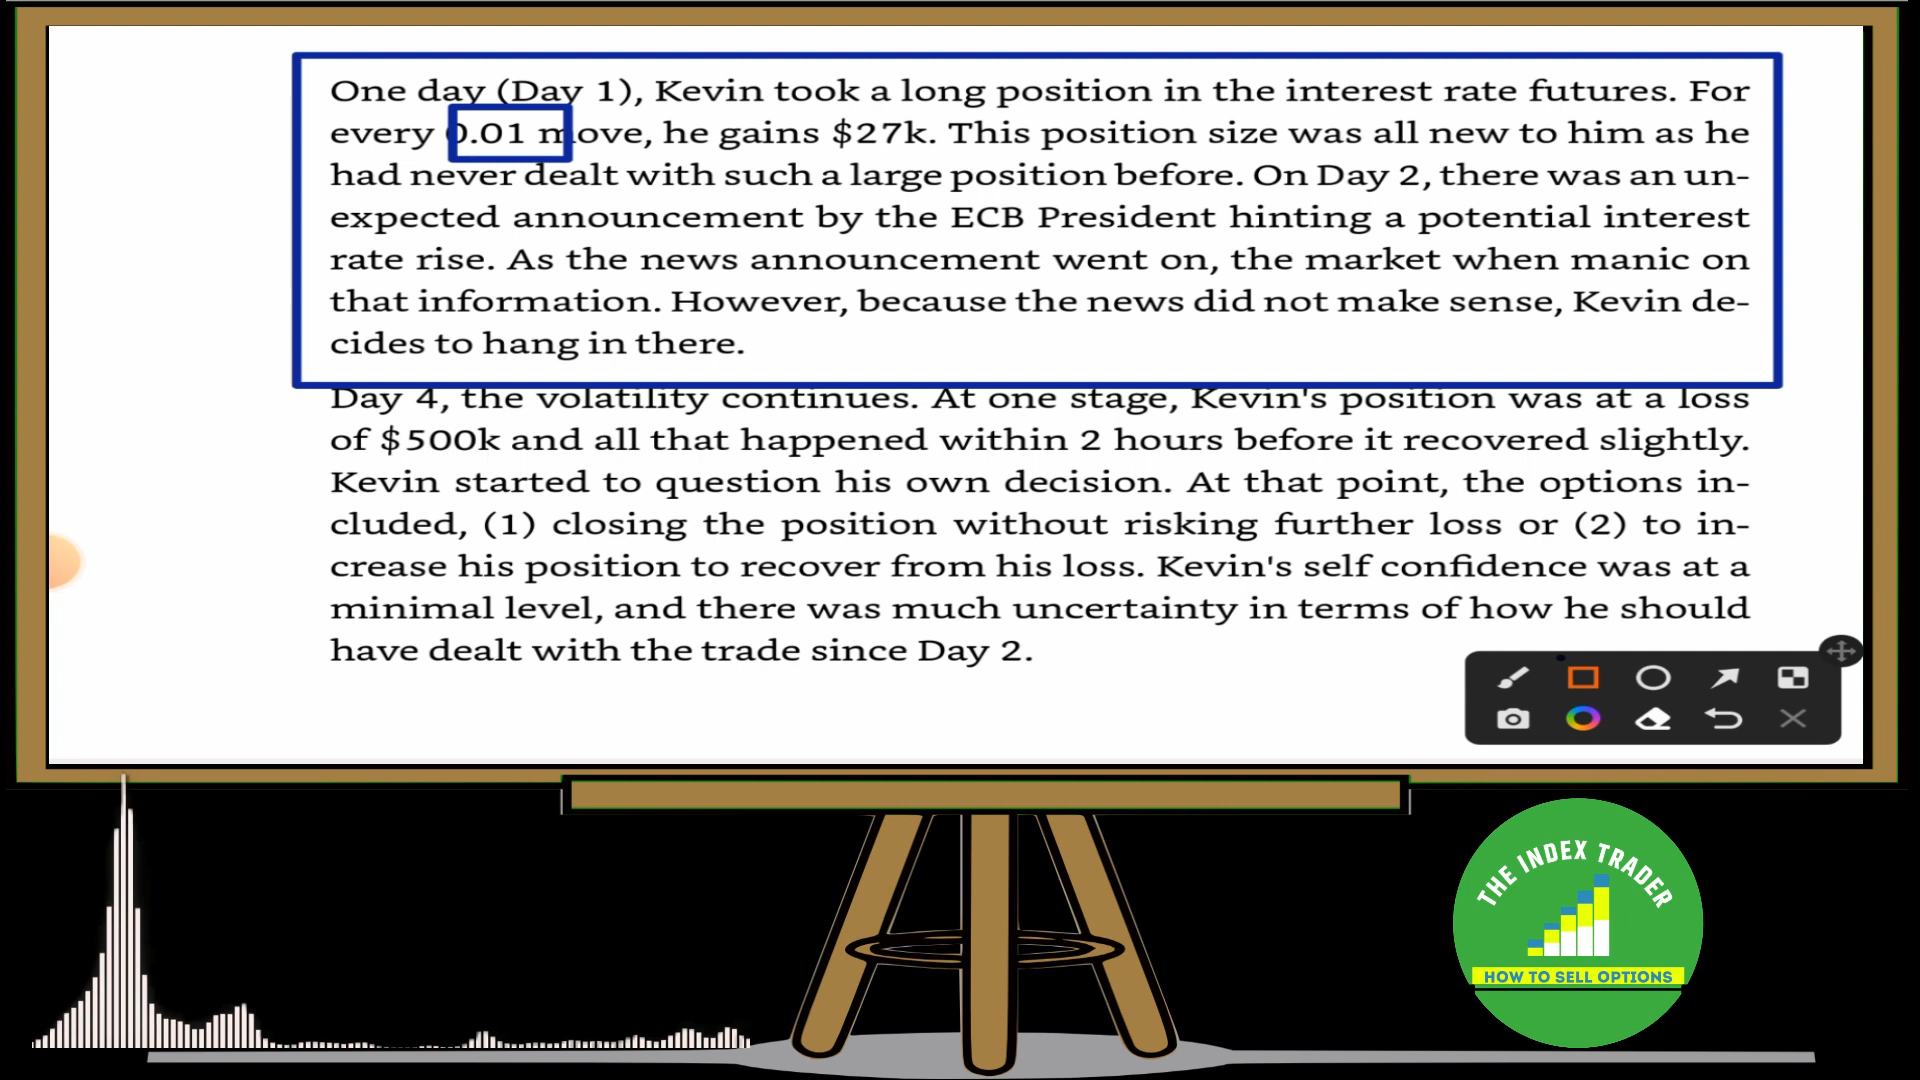 One day (Day 1), Kevin took a long position in the interest rate futures. For
every 0.01 move, he gains $27k. This position size was all new to him as he
had never dealt with such a large position before. On Day 2, there was an un-
expected announcement by the ECB President hinting a potential interest
rate rise. As the news announcement went on, the market when manic on
that information. However, because the news did not make sense, Kevin de-
cides to hang in there.
Day 4, the volatility continues. At one stage, Kevin's position was at a loss
of $500k and all that happened within 2 hours before it recovered slightly.
Kevin started to question his own decision. At that point, the options in-
cluded, (1) closing the position without risking further loss or (2) to in-
crease his position to recover from his loss. Kevin's self confidence was at a
minimal level, and there was much uncertainty in terms of how he should
have dealt with the trade since Day 2.
THE INDEX TRADER
HOW TO SELL OPTIONS